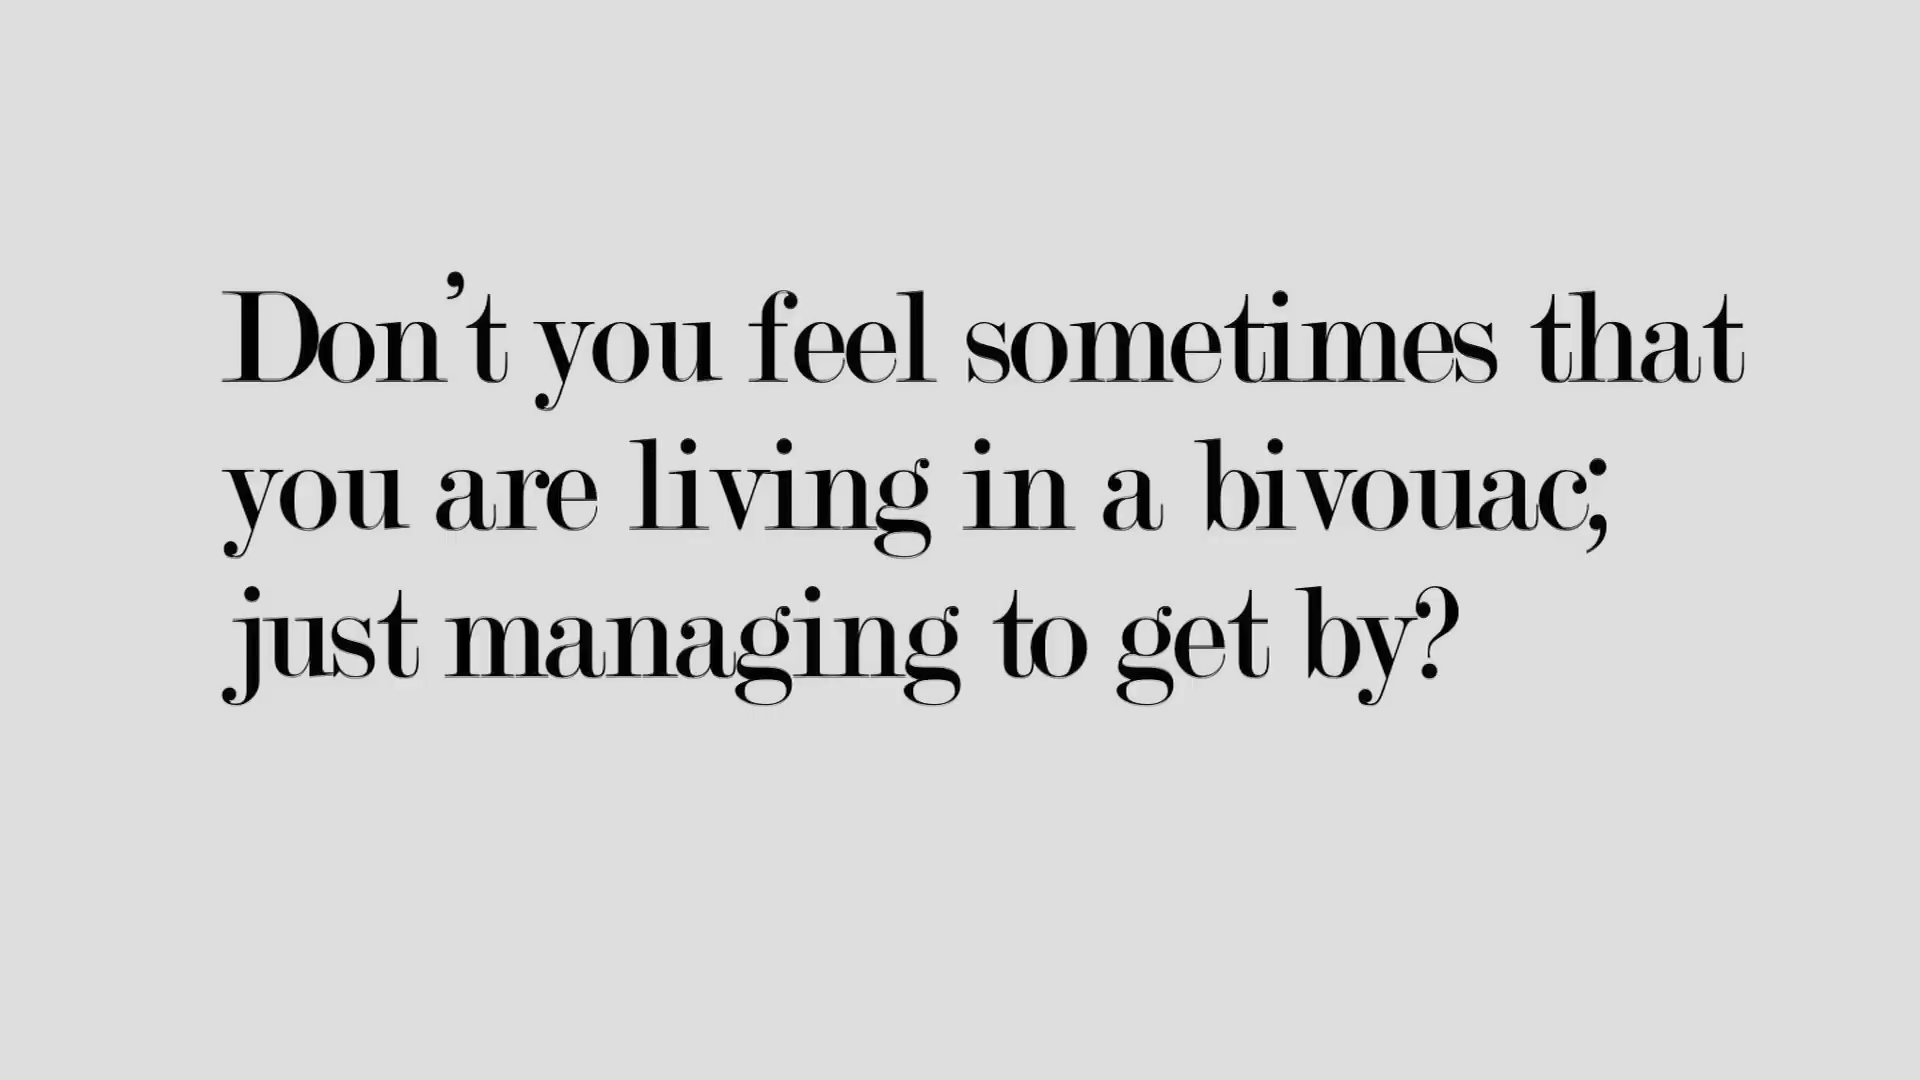 Don’t you feel sometimes that
you are living in a bivouac;
just managing to get by?